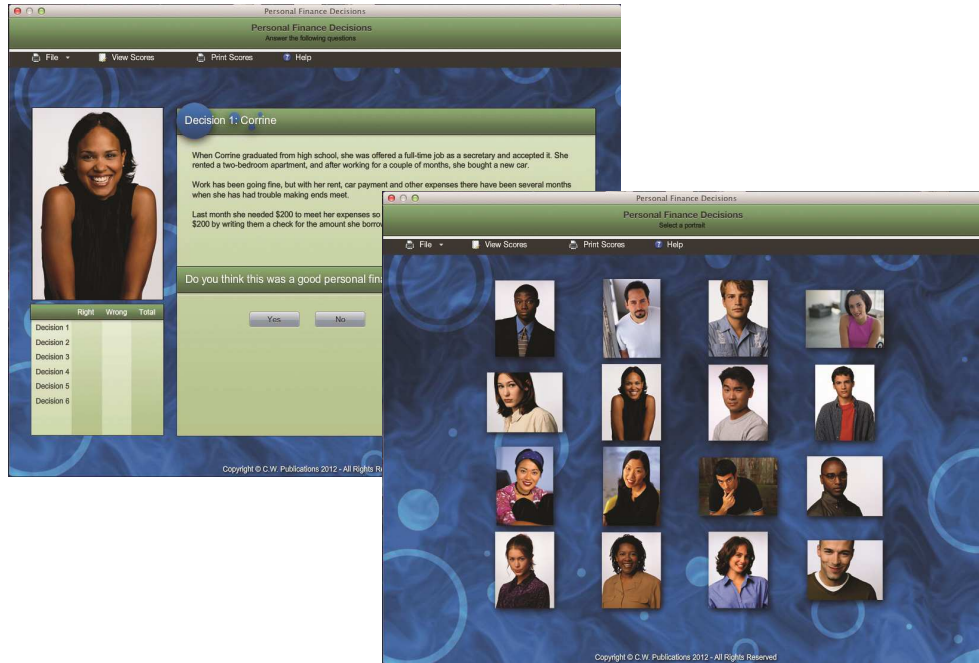 Personal Finance Decisions
Personal Finance Decisions
Answer the following questions
File
View Scores
Print Scores
Help
Decision 1: Corrine
When Corrine graduated from high school, she was offered a full-time job as a secretary and accepted it. She
rented a two-bedroom apartment, and after working for a couple of months, she bought a new car.
Work has been going fine, but with her rent, car payment and other expenses there have been several months
when she has had trouble making ends meet.
Last month she needed $200 to meet her expenses so
$200 by writing them a check for the amount she borrow
Do you think this was a good personal fina
Yes
No
Right Wrong Total
Decision 1
Decision 2
Decision 3
Decision 4
Decision 5
Decision 6
Copyright © C.W. Publications 2012 - All Rights Re
Personal Finance Decisions
Personal Finance Decisions
Select a portrait
File
View Scores
Print Scores
Help
Copyright © C.W. Publications 2012 - All Rights Reserved